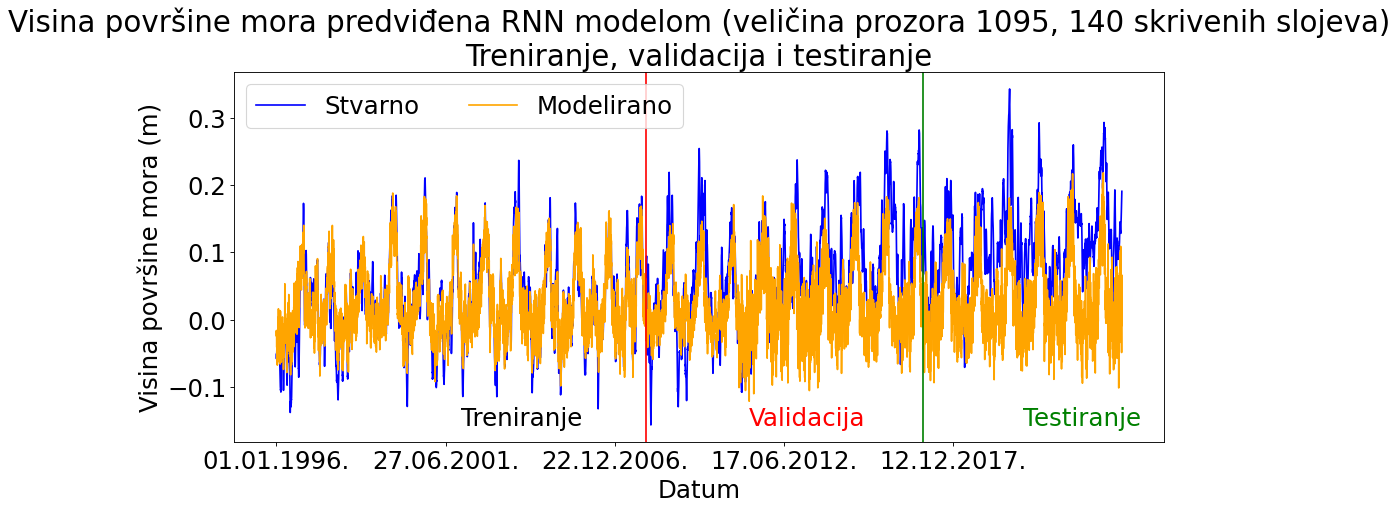 Visina površine mora predviđena RNN modelom (veličina prozora 1095, 140 skrivenih slojeva)
Treniranje, validacija i testiranje
Stvarno Modelirano
Visina površine mora (m)
0.3
0.2
0.1
0.0
−0.1
Treniranje Validacija Testiranje
01.01.1996. 27.06.2001. 22.12.2006. 17.06.2012. 12.12.2017.
Datum